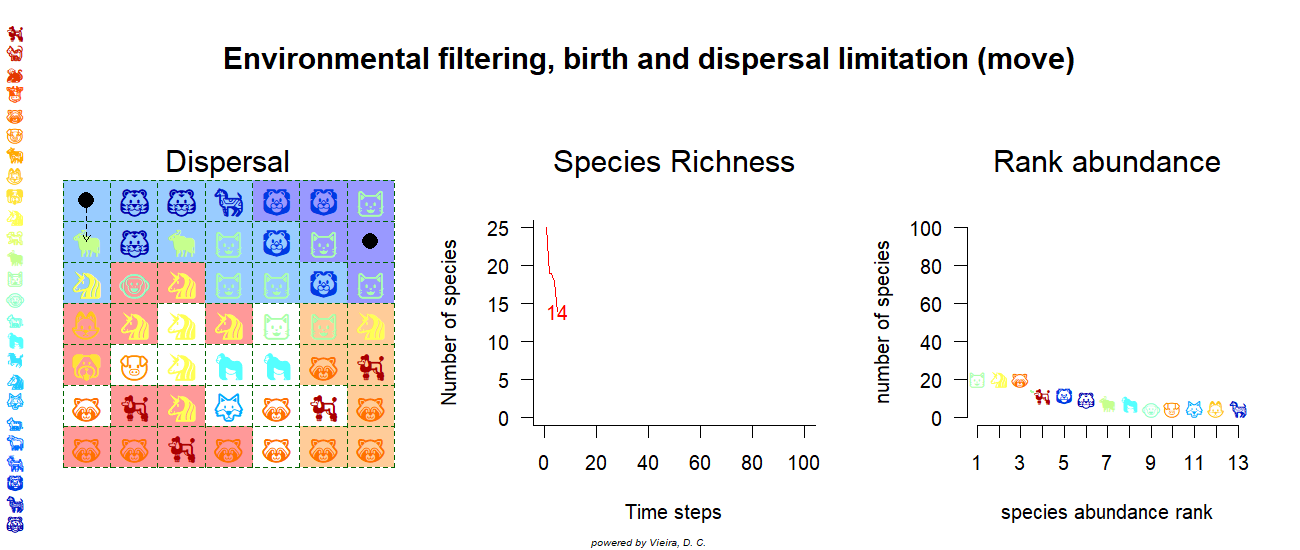 Environmental filtering, birth and dispersal limitation (move)
Dispersal
Species Richness
Rank abundance
Number of species
25
20
15
10
5
0
14
0 20 40 60 80 100
Time steps
number of species
100
80
60
40
20
0
1 3 5 7 9 11 13
species abundance rank
powered by Vieira, D. C.